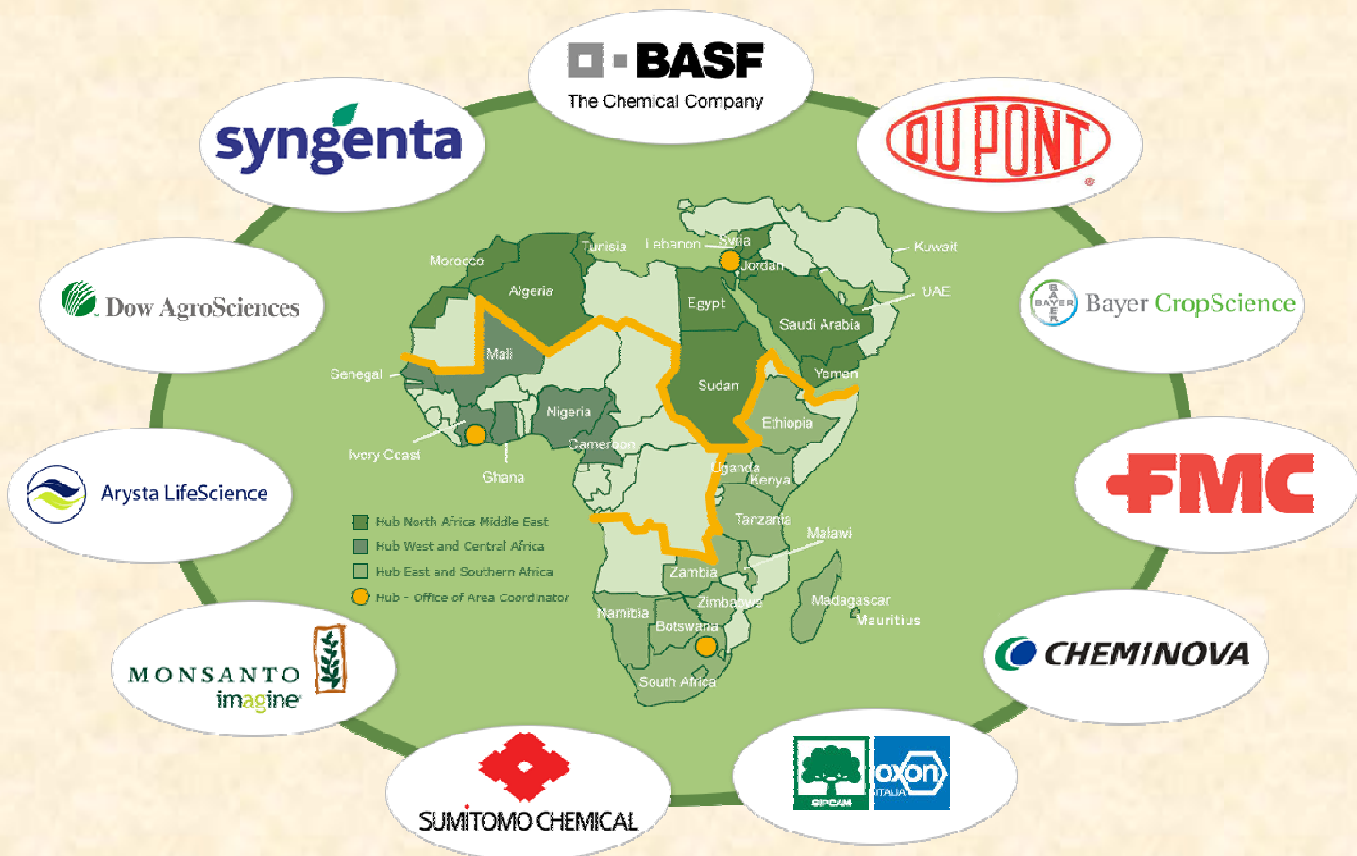 BASF
The Chemical Company
syngenta
DUPONT
®
Dow AgroSciences
BAYER
BAYER
Bayer CropScience
Arysta LifeScience
FMC
MONSANTO
imagine®
CHEMINOVA
SUMITOMO CHEMICAL
SIPCAM
oxon
ITALIA
Morocco
Tunisia
Lebanon
Syria
Kuwait
Jordan
Algeria
Egypt
UAE
Saudi Arabia
Mali
Senegal
Sudan
Yemen
Nigeria
Ethiopia
Ivory Coast
Cameroon
Ghana
Uganda
Kenya
Tanzania
Malawi
Zambia
Zimbabwe
Madagascar
Mauritius
Namibia
Botswana
South Africa
Hub North Africa Middle East
Hub West and Central Africa
Hub East and Southern Africa
Hub - Office of Area Coordinator